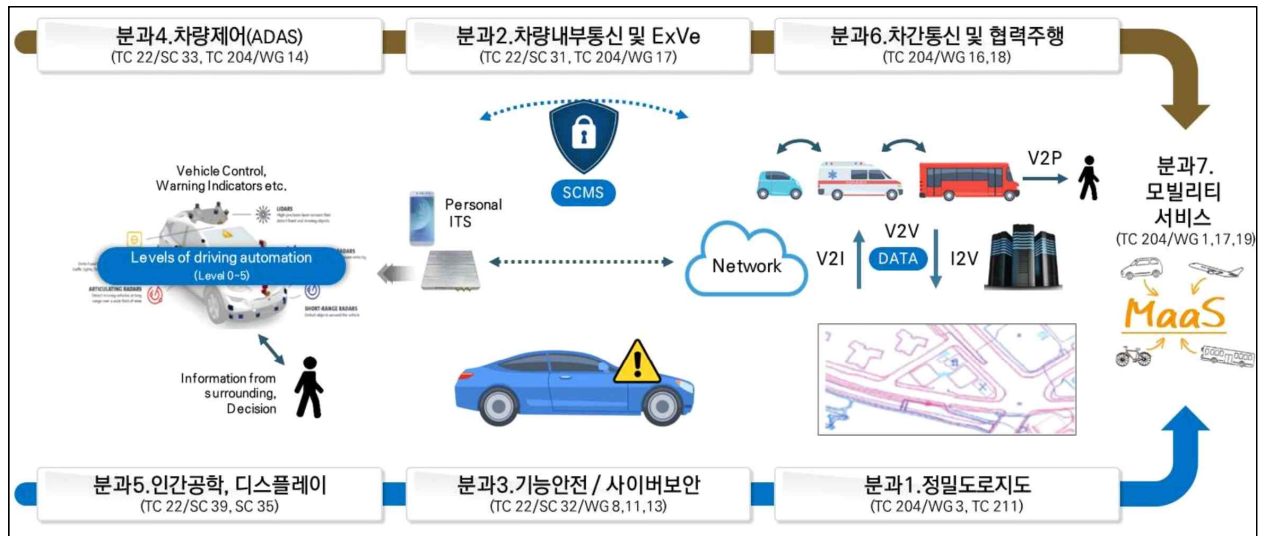 분과4.차량제어(ADAS)
(TC 22/SC 33, TC 204/WG 14)
분과2.차량내부통신 및 ExVe
(TC 22/SC 31, TC 204/WG 17)
분과6.차간통신 및 협력주행
(TC 204/WG 16,18)
SCMS
Vehicle Control,
Warning Indicators etc.
LIDARS
Levels of driving automation
(Level 0~5)
ARTICULATING RADARS
SHORT-RANGE RADARS
Information from
surrounding,
Decision
Personal
ITS
Network
V2P
V2V
V2I
DATA
I2V
분과7.
모빌리티
서비스
(TC 204/WG 1,17,19)
MaaS
분과5.인간공학, 디스플레이
(TC 22/SC 39, SC 35)
분과3.기능안전 / 사이버보안
(TC 22/SC 32/WG 8,11,13)
분과1.정밀도로지도
(TC 204/WG 3, TC 211)